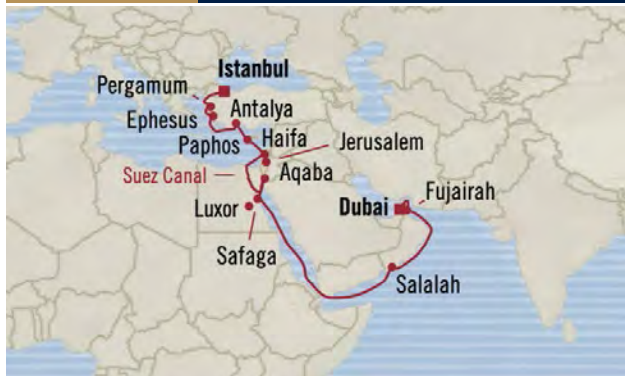 Istanbul
Pergamum
Antalya
Ephesus
Paphos
Haifa
Jerusalem
Suez Canal
Aqaba
Luxor
Dubai
Fujairah
Safaga
Salalah